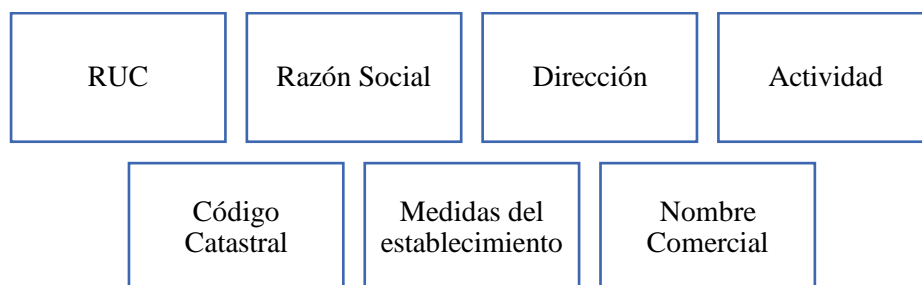 RUC
Razón Social
Dirección
Actividad
Código
Catastral
Medidas del
establecimiento
Nombre
Comercial